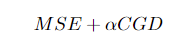 MSE + αCGD